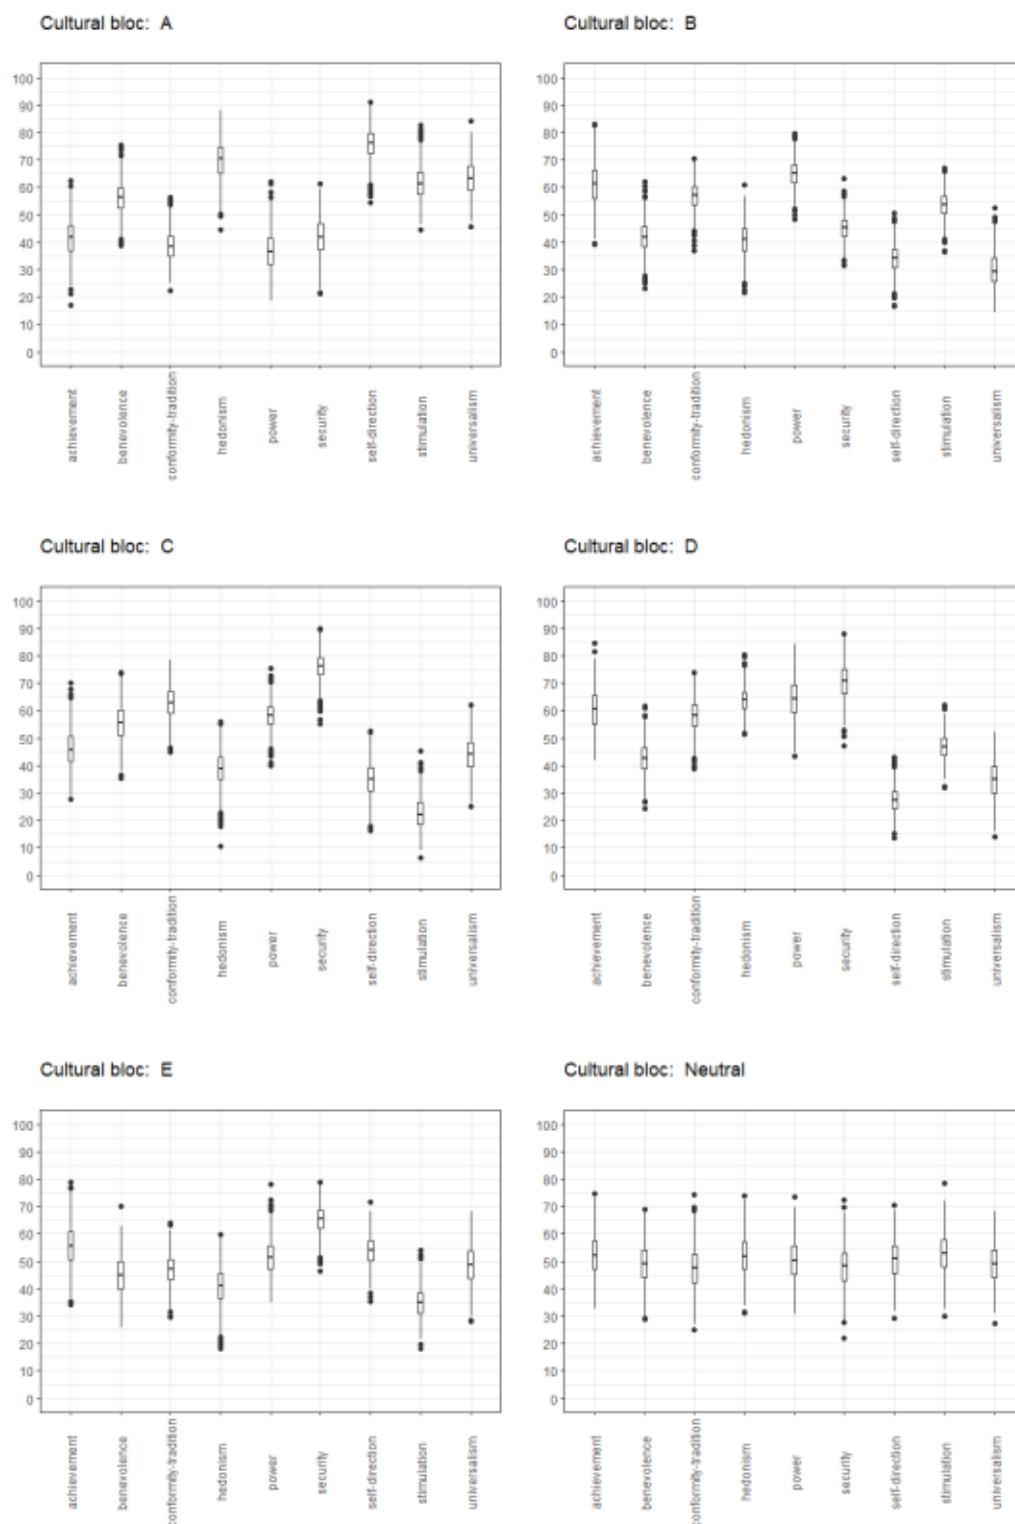 Cultural bloc: A
100
90
80
70
60
50
40
30
20
10
0
achievement
benevolence
conformity-tradition
hedonism
power
security
self-direction
stimulation
universalism
Cultural bloc: B
100
90
80
70
60
50
40
30
20
10
0
achievement
benevolence
conformity-tradition
hedonism
power
security
self-direction
stimulation
universalism
Cultural bloc: C
100
90
80
70
60
50
40
30
20
10
0
achievement
benevolence
conformity-tradition
hedonism
power
security
self-direction
stimulation
universalism
Cultural bloc: D
100
90
80
70
60
50
40
30
20
10
0
achievement
benevolence
conformity-tradition
hedonism
power
security
self-direction
stimulation
universalism
Cultural bloc: E
100
90
80
70
60
50
40
30
20
10
0
achievement
benevolence
conformity-tradition
hedonism
power
security
self-direction
stimulation
universalism
Cultural bloc: Neutral
100
90
80
70
60
50
40
30
20
10
0
achievement
benevolence
conformity-tradition
hedonism
power
security
self-direction
stimulation
universalism